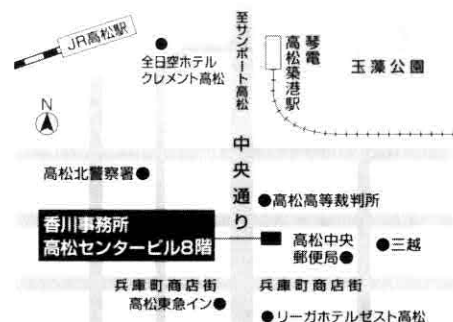 JR高松駅
全日空ホテル
クレメント高松
至サンポート高松
琴電
高松築港駅
玉藻公園
N
中央通り
高松北警察署
高松高等裁判所
香川事務所
高松センタービル8階
高松中央
郵便局
三越
兵庫町商店街
兵庫町商店街
高松東急イン
リーガホテルゼスト高松